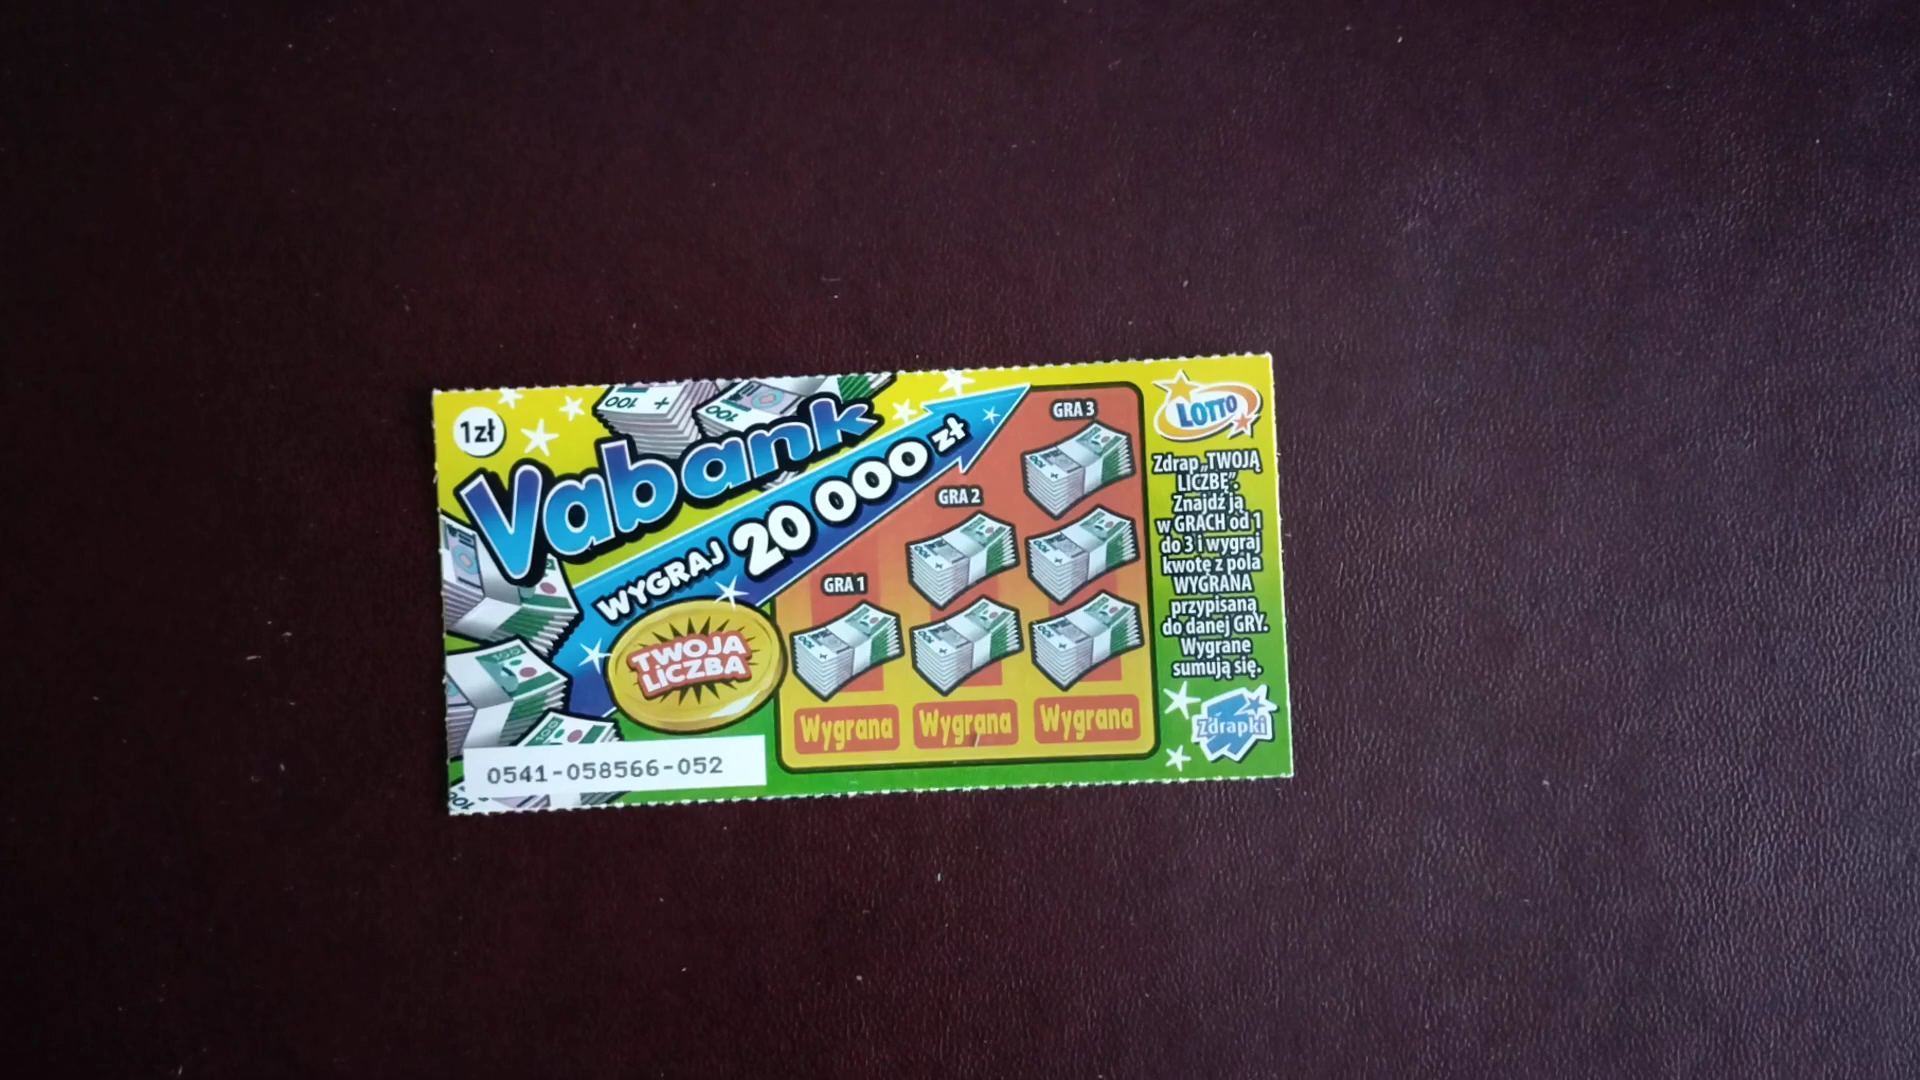 1zł
Vabank
WYGRAJ 20 000 zł
TWOJA
LICZBA
0541-058566-052
GRA 1
GRA 2
GRA 3
Wygrana
Wygrana
Wygrana
LOTTO
Zdrap „TWOJĄ
LICZBĘ”.
Znajdź ją
w GRACH od 1
do 3 i wygraj
kwotę z pola
WYGRANA
przypisaną
do danej GRY.
Wygrane
sumują się.
Zdrapki